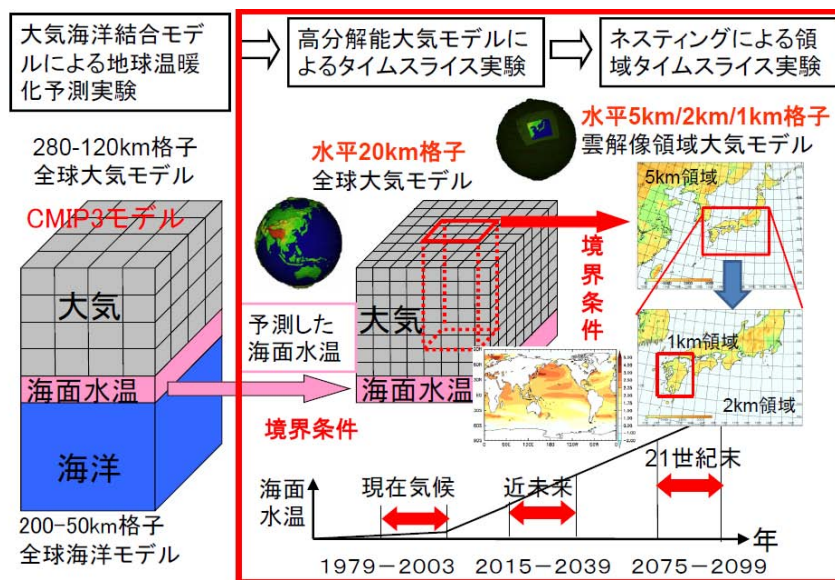 大気海洋結合モデ
ルによる地球温暖
化予測実験
高分解能大気モデルに
よるタイムスライス実験
ネスティングによる領
域タイムスライス実験
280-120km格子
全球大気モデル
CMIP3モデル
大気
海面水温
海洋
200-50km格子
全球海洋モデル
水平20km格子
全球大気モデル
予測した
海面水温
大気
海面水温
境界条件
水平5km/2km/1km格子
雲解像領域大気モデル
境界条件
5km領域
1km領域
2km領域
海面
水温
現在気候
近未来
21世紀末
年
1979-2003
2015-2039
2075-2099